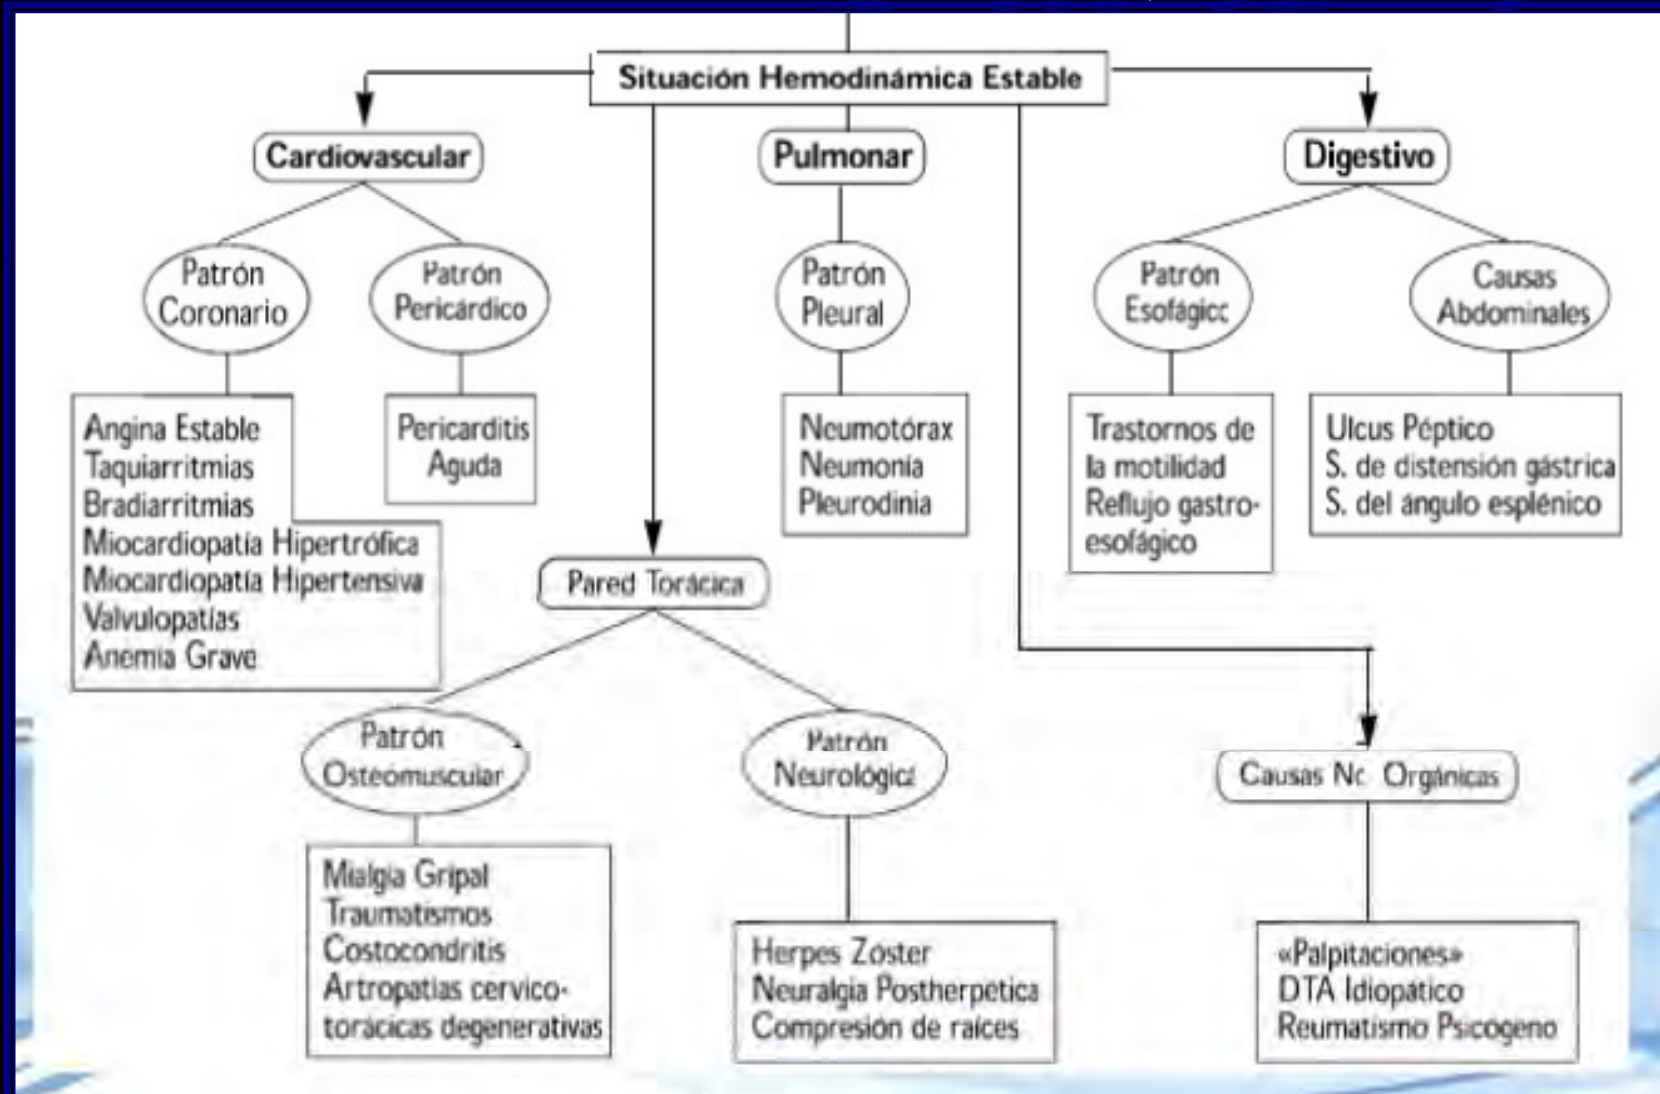 Situación Hemodinámica Estable
Cardiovascular
Pulmonar
Digestivo
Patrón
Coronario
Patrón
Pericárdico
Patrón
Pleural
Patrón
Esofágicc
Causas
Abdominales
Angina Estable
Taquiarritmias
Bradiarritmias
Miocardiopatía Hipertrófica
Miocardiopatía Hipertensiva
Valvulopatías
Anemia Grave
Pericarditis
Aguda
Neumotórax
Neumonía
Pleurodinia
Trastornos de
la motilidad
Reflujo gastro-
esofágico
Ulcus Péptico
S. de distensión gástrica
S. del ángulo esplénico
Pared Torácica
Patrón
Osteomuscular
Patrón
Neurológica
Causas Nc Orgánicas
Mialgia Gripal
Traumatismos
Costocondritis
Artropatías cervico-
torácicas degenerativas
Herpes Zóster
Neuralgia Postherpética
Compresión de raíces
«Palpitaciones»
DTA Idiopático
Reumatismo Psicógeno